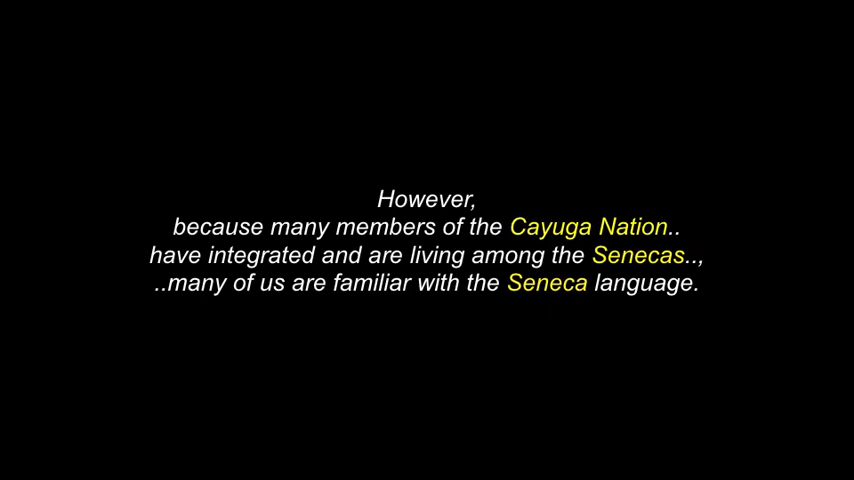 However,
because many members of the Cayuga Nation..
have integrated and are living among the Senecas..,
..many of us are familiar with the Seneca language.